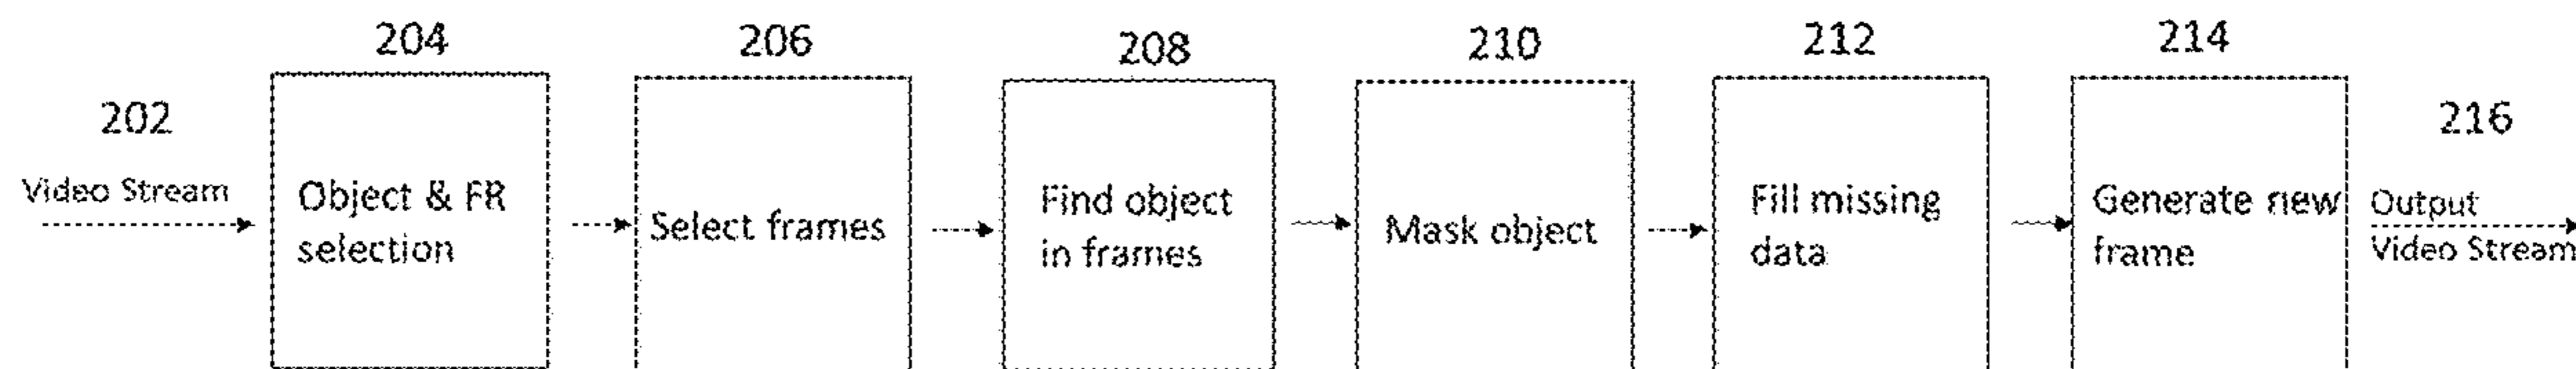 204
206
208
210
212
214
202
216
Video Stream
Object & FR
selection
Select frames
Find object
in frames
Mask object
Fill missing
data
Generate new
frame
Output
Video Stream